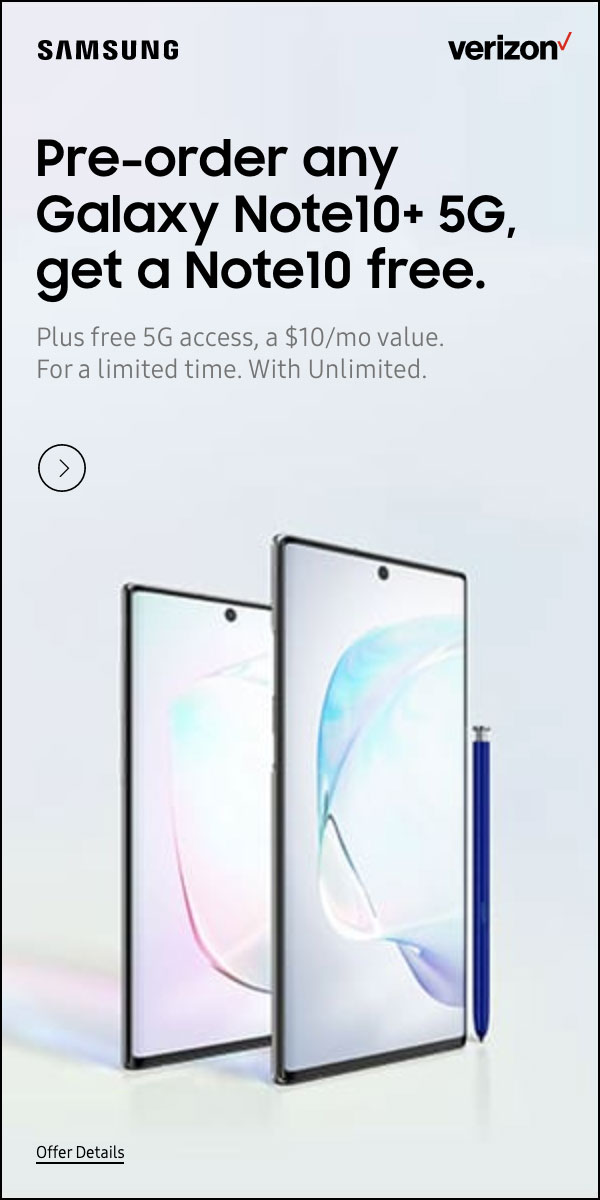 SAMSUNG
verizon✓
Pre-order any
Galaxy Note10+ 5G,
get a Note10 free.
Plus free 5G access, a $10/mo value.
For a limited time. With Unlimited.
Offer Details